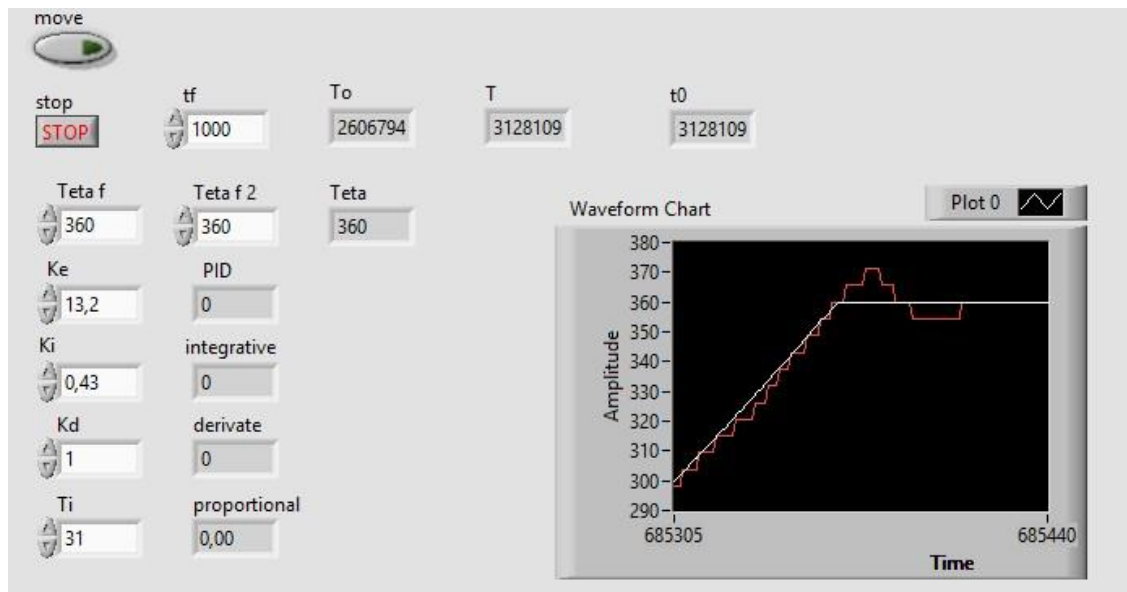 move
stop
STOP
tf
1000
To
2606794
T
3128109
t0
3128109
Teta f
360
Teta f 2
360
Teta
360
Ke
13,2
PID
0
Ki
0,43
integrative
0
Kd
1
derivate
0
Ti
31
proportional
0,00
Waveform Chart
Plot 0
Amplitude
380
370
360
350
340
330
320
310
300
290
685305
685440
Time